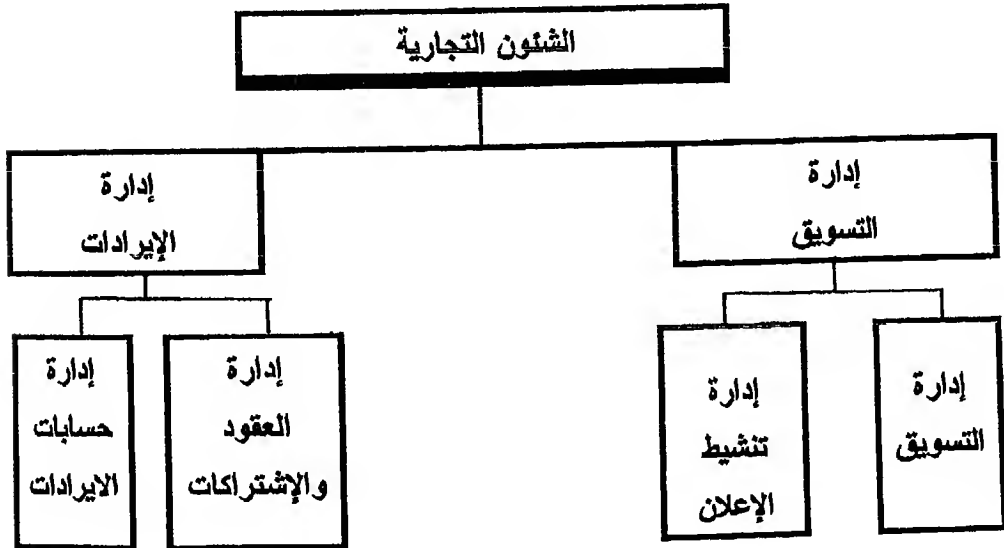 الشئون التجارية
إدارة
التسويق
إدارة
الإيرادات
إدارة
التسويق
إدارة
تنشيط
الإعلان
إدارة
العقود
والإشتراكات
إدارة
حسابات
الايرادات